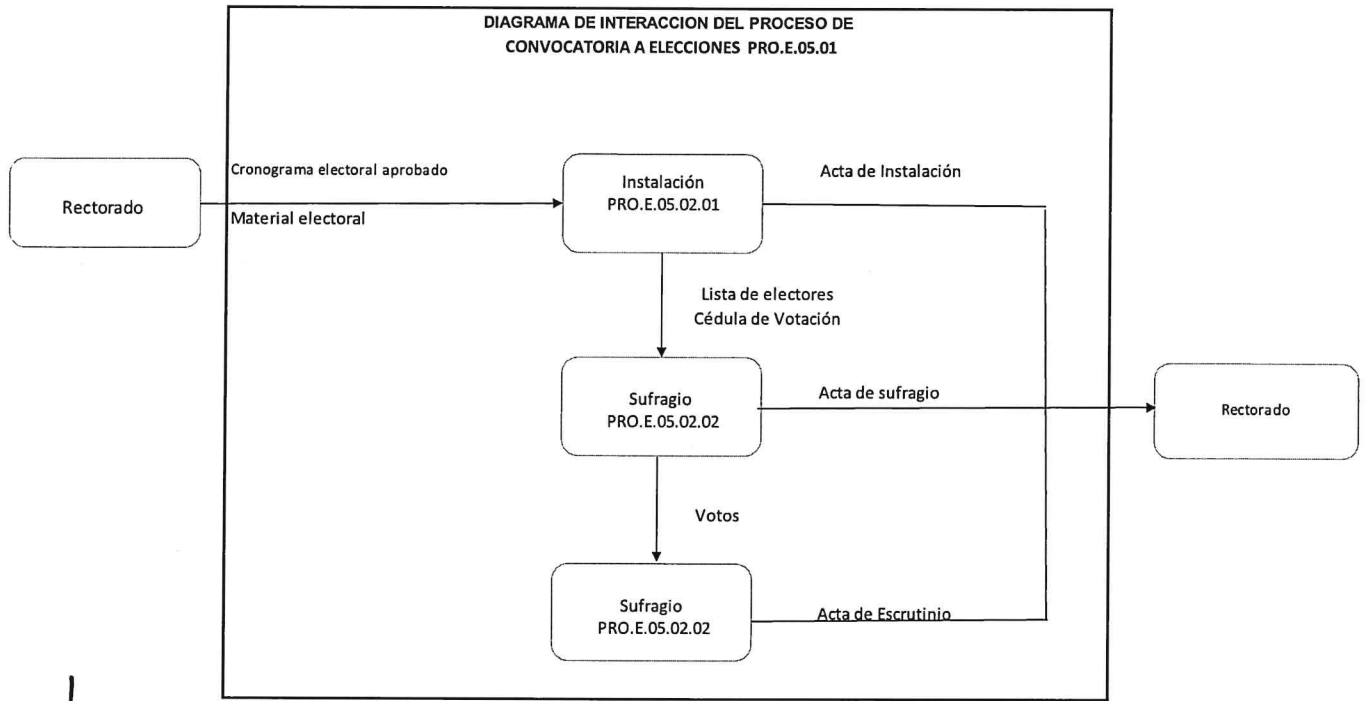 DIAGRAMA DE INTERACCION DEL PROCESO DE
CONVOCATORIA A ELECCIONES PRO.E.05.01
Rectorado
Cronograma electoral aprobado
Material electoral
Instalación
PRO.E.05.02.01
Acta de Instalación
Lista de electores
Cédula de Votación
Sufragio
PRO.E.05.02.02
Acta de sufragio
Rectorado
Votos
Sufragio
PRO.E.05.02.02
Acta de Escrutinio